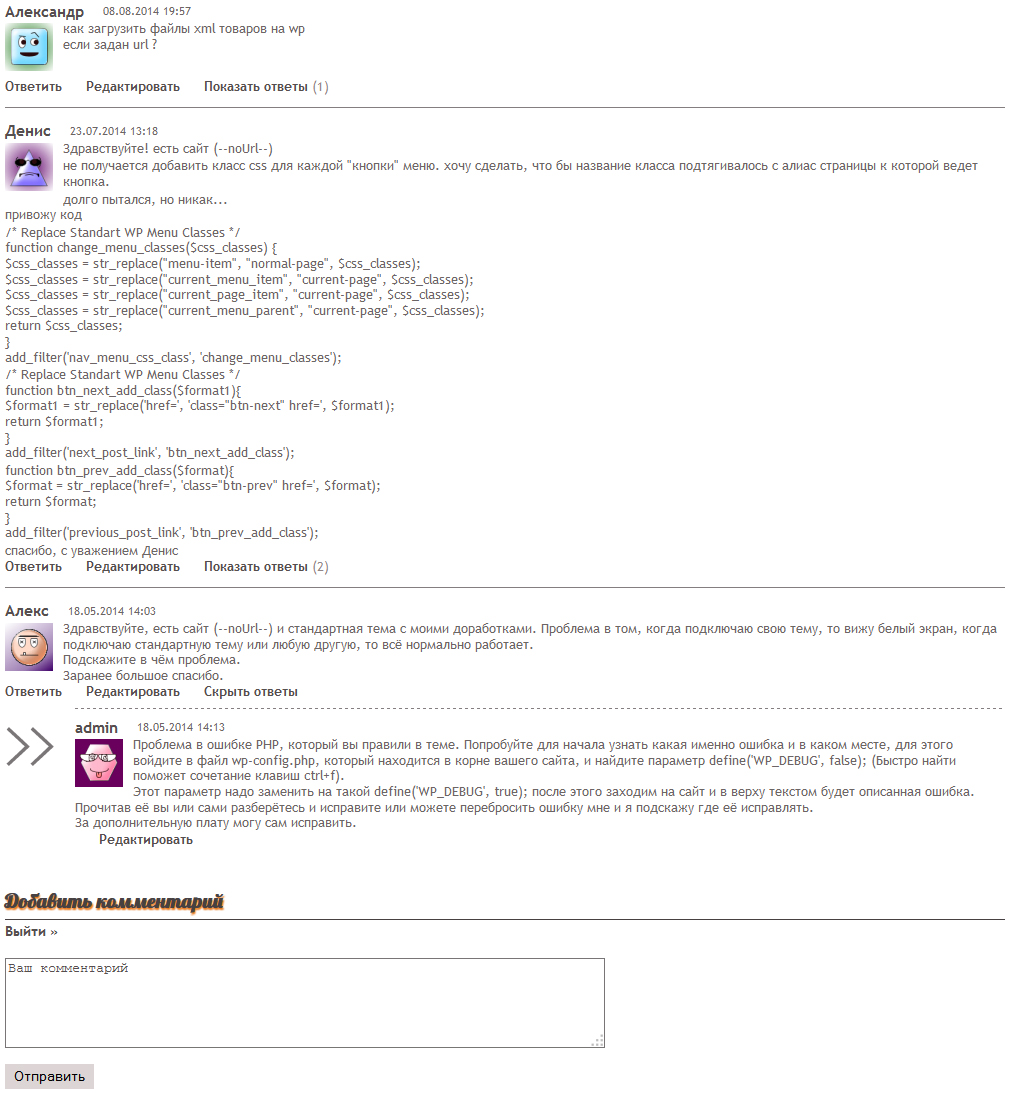 Александр 08.08.2014 19:57
как загрузить файлы xml товаров на wp
если задан url ?
Ответить Редактировать Показать ответы (1)
Денис 23.07.2014 13:18
Здравствуйте! есть сайт (--noUrl--)
не получается добавить класс css для каждой "кнопки" меню. хочу сделать, что бы название класса подтягивалось с алиас страницы к которой ведет
кнопка.
долго пытался, но никак...
привожу код
/* Replace Standart WP Menu Classes */
function change_menu_classes($css_classes) {
$css_classes = str_replace("menu-item", "normal-page", $css_classes);
$css_classes = str_replace("current_menu_item", "current-page", $css_classes);
$css_classes = str_replace("current_page_item", "current-page", $css_classes);
$css_classes = str_replace("current_menu_parent", "current-page", $css_classes);
return $css_classes;
}
add_filter('nav_menu_css_class', 'change_menu_classes');
/* Replace Standart WP Menu Classes */
function btn_next_add_class($format1){
$format1 = str_replace('href=', 'class="btn-next" href=', $format1);
return $format1;
}
add_filter('next_post_link', 'btn_next_add_class');
function btn_prev_add_class($format){
$format = str_replace('href=', 'class="btn-prev" href=', $format);
return $format;
}
add_filter('previous_post_link', 'btn_prev_add_class');
спасибо, с уважением Денис
Ответить Редактировать Показать ответы (2)
Алекс 18.05.2014 14:03
Здравствуйте, есть сайт (--noUrl--) и стандартная тема с моими доработками. Проблема в том, когда подключаю свою тему, то вижу белый экран, когда
подключаю стандартную тему или любую другую, то всё нормально работает.
Подскажите в чём проблема.
Заранее большое спасибо.
Ответить Редактировать Скрыть ответы
admin 18.05.2014 14:13
Проблема в ошибке PHP, который вы правили в теме. Попробуйте для начала узнать какая именно ошибка и в каком месте, для этого
войдите в файл wp-config.php, который находится в корне вашего сайта, и найдите параметр define('WP_DEBUG', false); (Быстро найти
поможет сочетание клавиш ctrl+f).
Этот параметр надо заменить на такой define('WP_DEBUG', true); после этого заходим на сайт и в верху текстом будет описанная ошибка.
Прочитав её вы или сами разберётесь и исправите или можете перебросить ошибку мне и я подскажу где её исправлять.
За дополнительную плату могу сам исправить.
Редактировать
Добавить комментарий
Выйти »
Ваш комментарий
Отправить